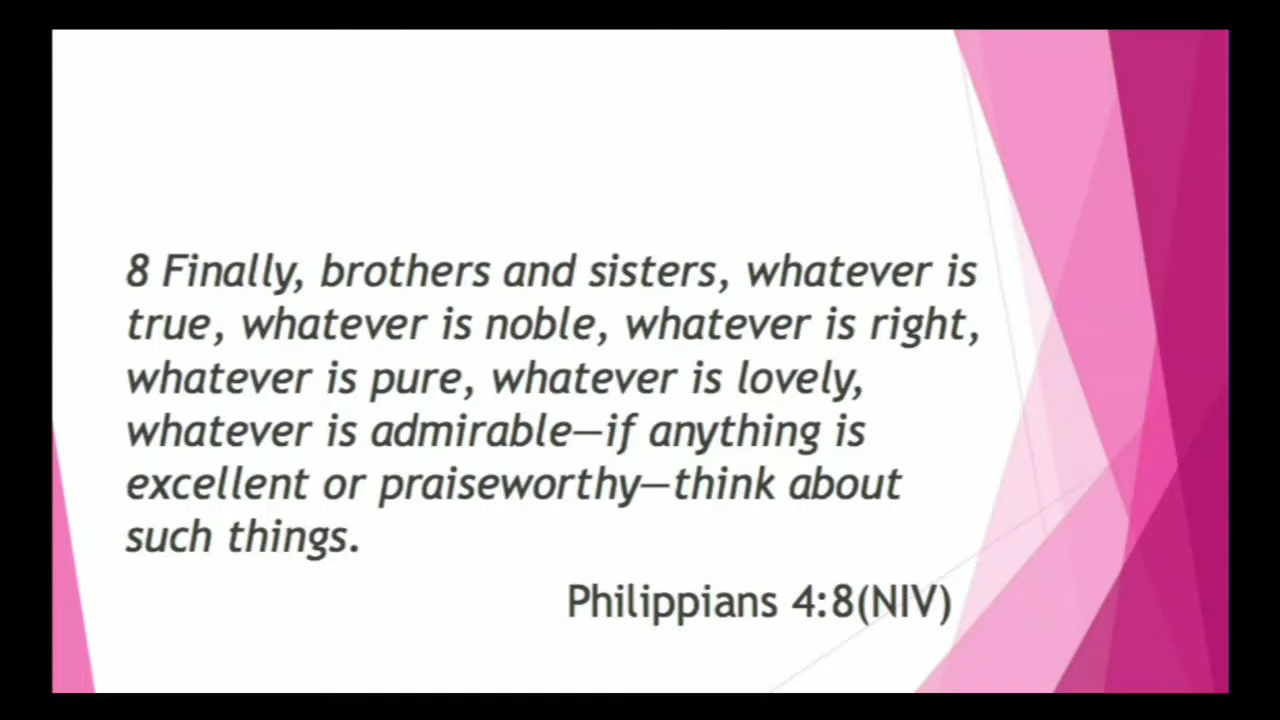 8 Finally, brothers and sisters, whatever is
true, whatever is noble, whatever is right,
whatever is pure, whatever is lovely,
whatever is admirable—if anything is
excellent or praiseworthy—think about
such things.
Philippians 4:8(NIV)